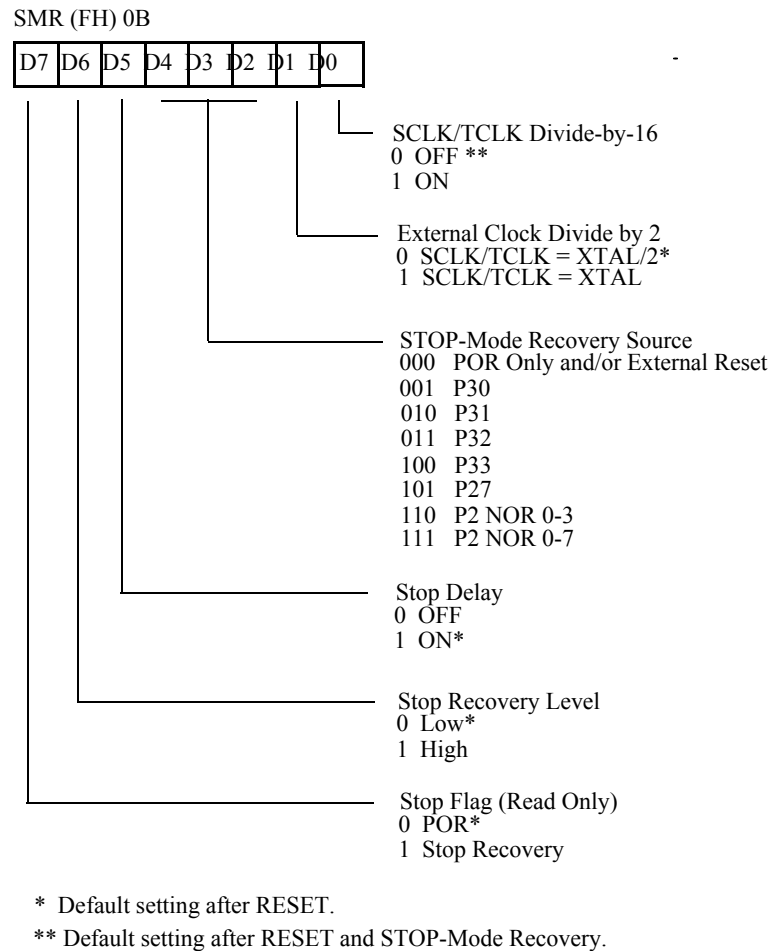 SMR (FH) 0B
D7 D6 D5 D4 D3 D2 D1 D0
-
SCLK/TCLK Divide-by-16
0 OFF **
1 ON
External Clock Divide by 2
0 SCLK/TCLK = XTAL/2*
1 SCLK/TCLK = XTAL
STOP-Mode Recovery Source
000 POR Only and/or External Reset
001 P30
010 P31
011 P32
100 P33
101 P27
110 P2 NOR 0-3
111 P2 NOR 0-7
Stop Delay
0 OFF
1 ON*
Stop Recovery Level
0 Low*
1 High
Stop Flag (Read Only)
0 POR*
1 Stop Recovery
* Default setting after RESET.
** Default setting after RESET and STOP-Mode Recovery.